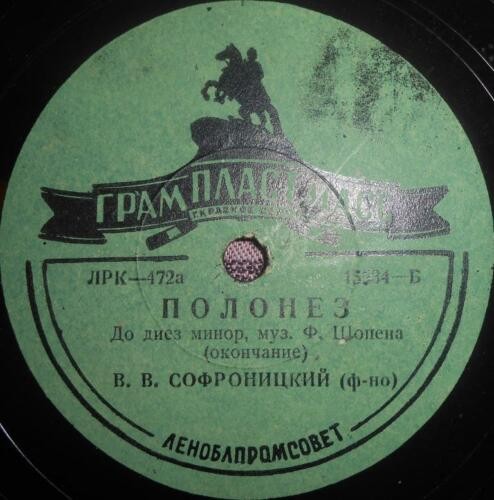 ГРАМПЛАСТ
ЛРК—472а
Б
ПОЛОНЕЗ
До диез минор, муз. Ф. Шопена
(окончание)
В. В. СОФРОНИЦКИЙ (ф-но)
ЛЕНОБЛПРОМСОВЕТ